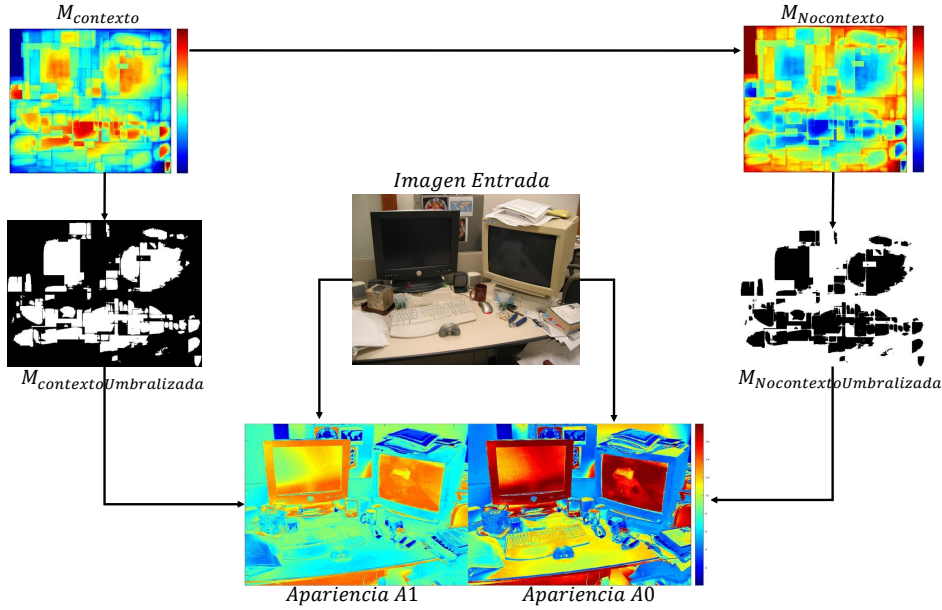 M_contexto
M_Nocontexto
Imagen Entrada
M_contextoUmbralizada
M_NocontextoUmbralizada
Apariencia A1
Apariencia A0